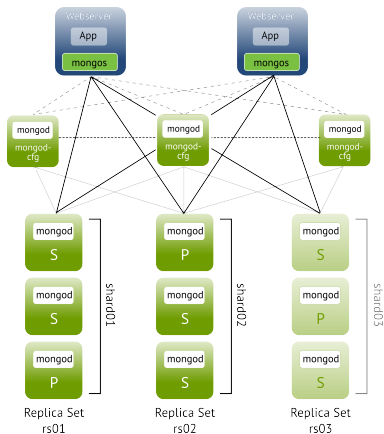 Webserver
App
mongos
Webserver
App
mongos
mongod
mongod-
cfg
mongod
mongod-
cfg
mongod
mongod-
cfg
mongod
S
mongod
S
mongod
P
shard01
mongod
P
mongod
S
mongod
S
shard02
mongod
S
mongod
P
mongod
S
shard03
Replica Set
rs01
Replica Set
rs02
Replica Set
rs03